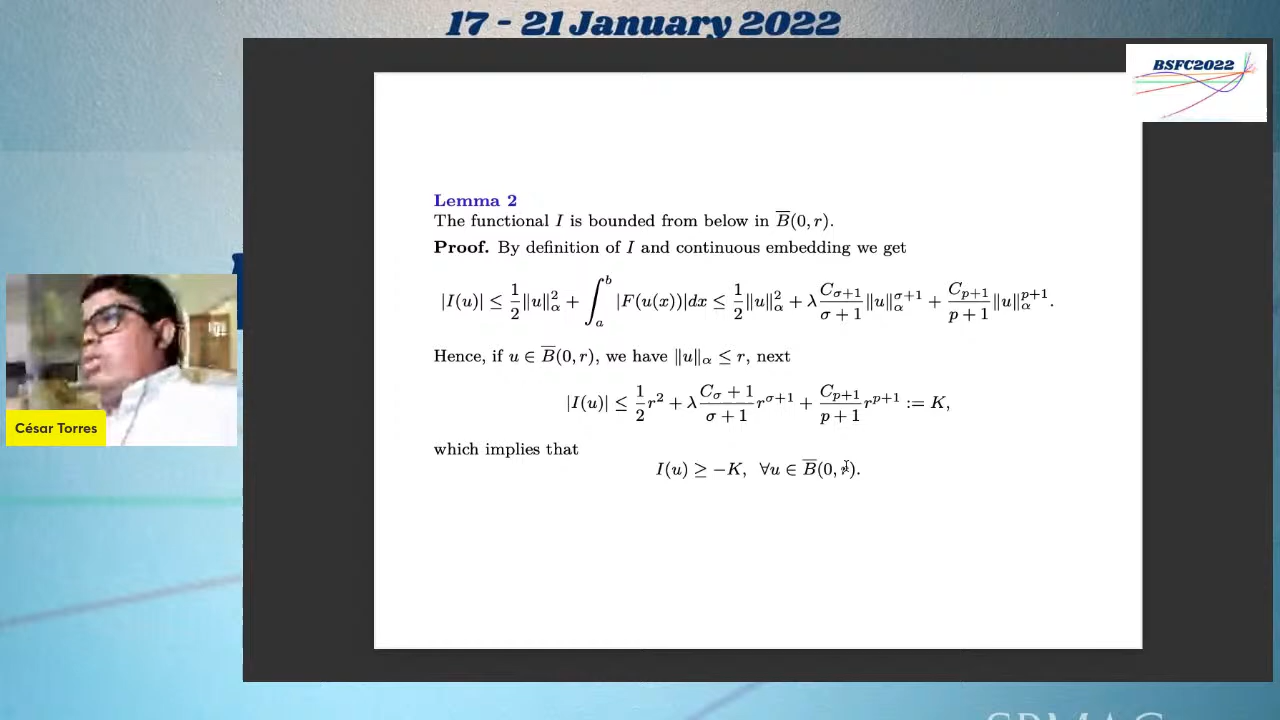 17 - 21 January 2022
BSFC2022
Lemma 2
The functional I is bounded from below in B̅(0, r).
Proof. By definition of I and continuous embedding we get
|I(u)| ≤ 1/2 ‖u‖²_α + ∫_a^b |F(u(x))|dx ≤ 1/2 ‖u‖²_α + λ C_{σ+1}/(σ+1) ‖u‖_α^{σ+1} + C_{p+1}/(p+1) ‖u‖_α^{p+1}.
Hence, if u ∈ B̅(0, r), we have ‖u‖_α ≤ r, next
|I(u)| ≤ 1/2 r² + λ (C_σ + 1)/(σ+1) r^{σ+1} + C_{p+1}/(p+1) r^{p+1} := K,
which implies that
I(u) ≥ −K, ∀u ∈ B̅(0, r).
César Torres